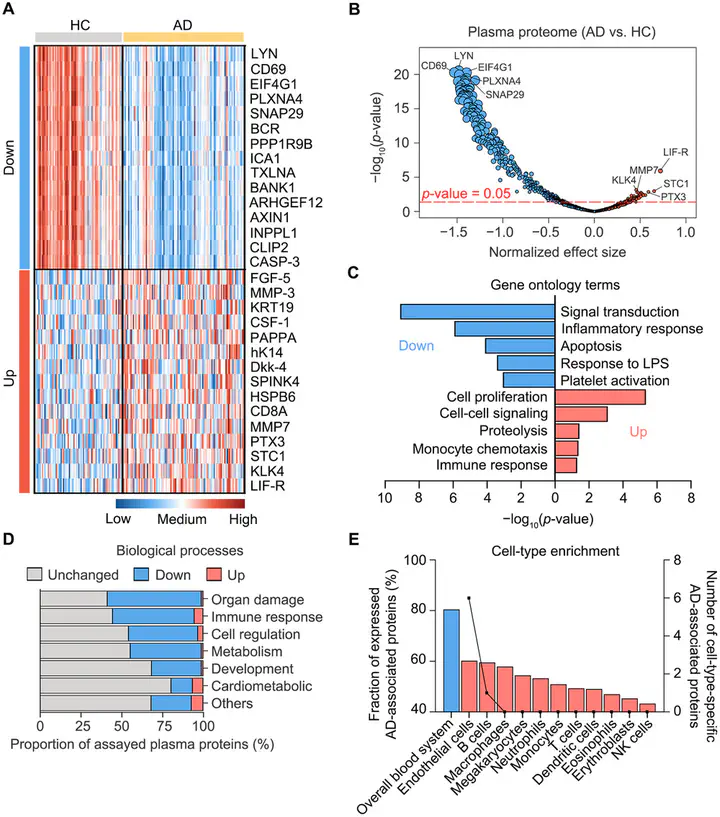 A
HC
AD
Down
Up
LYN
CD69
EIF4G1
PLXNA4
SNAP29
BCR
PPP1R9B
ICA1
TXLNA
BANK1
ARHGEF12
AXIN1
INPPL1
CLIP2
CASP-3
FGF-5
MMP-3
KRT19
CSF-1
PAPPA
hK14
Dkk-4
SPINK4
HSPB6
CD8A
MMP7
PTX3
STC1
KLK4
LIF-R
Low Medium High
B
Plasma proteome (AD vs. HC)
−log10(p-value)
20
15
10
5
0
LYN
CD69
EIF4G1
PLXNA4
SNAP29
LIF-R
MMP7
KLK4
STC1
PTX3
p-value = 0.05
−1.5 −1.0 −0.5 0 0.5 1.0
Normalized effect size
C
Gene ontology terms
Down
Signal transduction
Inflammatory response
Apoptosis
Response to LPS
Platelet activation
Cell proliferation
Cell-cell signaling
Proteolysis
Monocyte chemotaxis
Immune response
Up
10 8 6 4 2 0 2 4 6 8
−log10(p-value)
D
Biological processes
Unchanged Down Up
Organ damage
Immune response
Cell regulation
Metabolism
Development
Cardiometabolic
Others
0 25 50 75 100
Proportion of assayed plasma proteins (%)
E
Cell-type enrichment
Fraction of expressed
AD-associated proteins (%)
100
80
60
40
8
6
4
2
0
Number of cell-type-specific
AD-associated proteins
Overall blood system
Endothelial cells
B cells
Macrophages
Megakaryocytes
Neutrophils
Monocytes
T cells
Dendritic cells
Eosinophils
Erythroblasts
NK cells